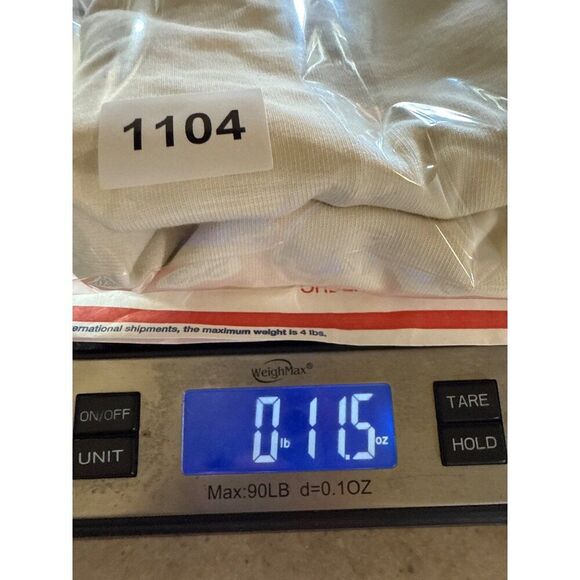 1104
ernational shipments, the maximum weight is 4 lbs.
WeighMax®
ON/OFF
UNIT
0 lb 11.5 oz
TARE
HOLD
Max:90LB d=0.1OZ